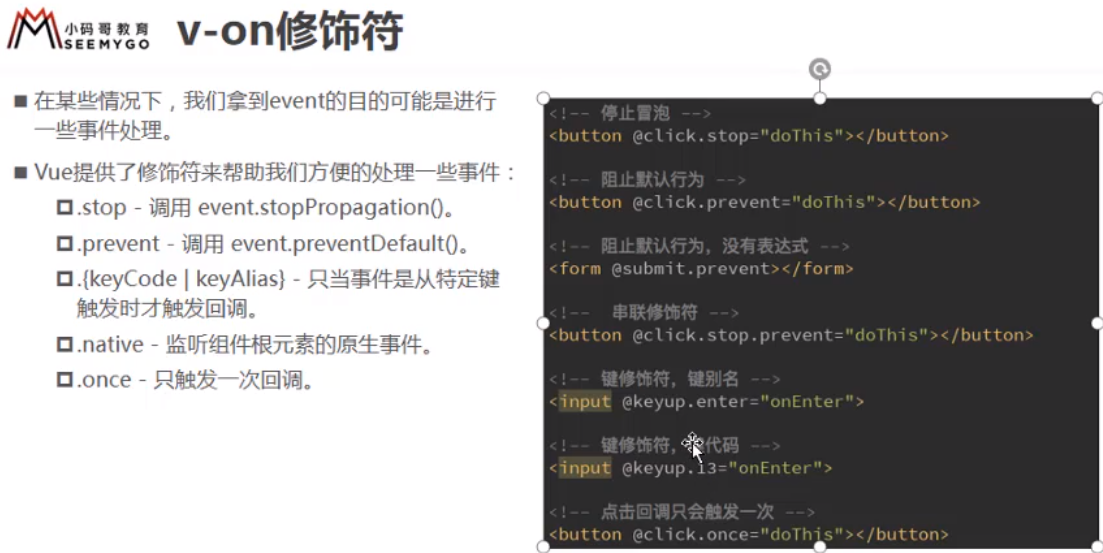 小码哥教育
SEEMYGO
v-on修饰符
在某些情况下，我们拿到event的目的可能是进行
一些事件处理。
Vue提供了修饰符来帮助我们方便的处理一些事件：
.stop - 调用 event.stopPropagation()。
.prevent - 调用 event.preventDefault()。
.{keyCode | keyAlias} - 只当事件是从特定键
触发时才触发回调。
.native - 监听组件根元素的原生事件。
.once - 只触发一次回调。
<!-- 停止冒泡 -->
<button @click.stop="doThis"></button>
<!-- 阻止默认行为 -->
<button @click.prevent="doThis"></button>
<!-- 阻止默认行为，没有表达式 -->
<form @submit.prevent></form>
<!--  串联修饰符 -->
<button @click.stop.prevent="doThis"></button>
<!-- 键修饰符，键别名 -->
<input @keyup.enter="onEnter">
<!-- 键修饰符，代码 -->
<input @keyup.13="onEnter">
<!-- 点击回调只会触发一次 -->
<button @click.once="doThis"></button>